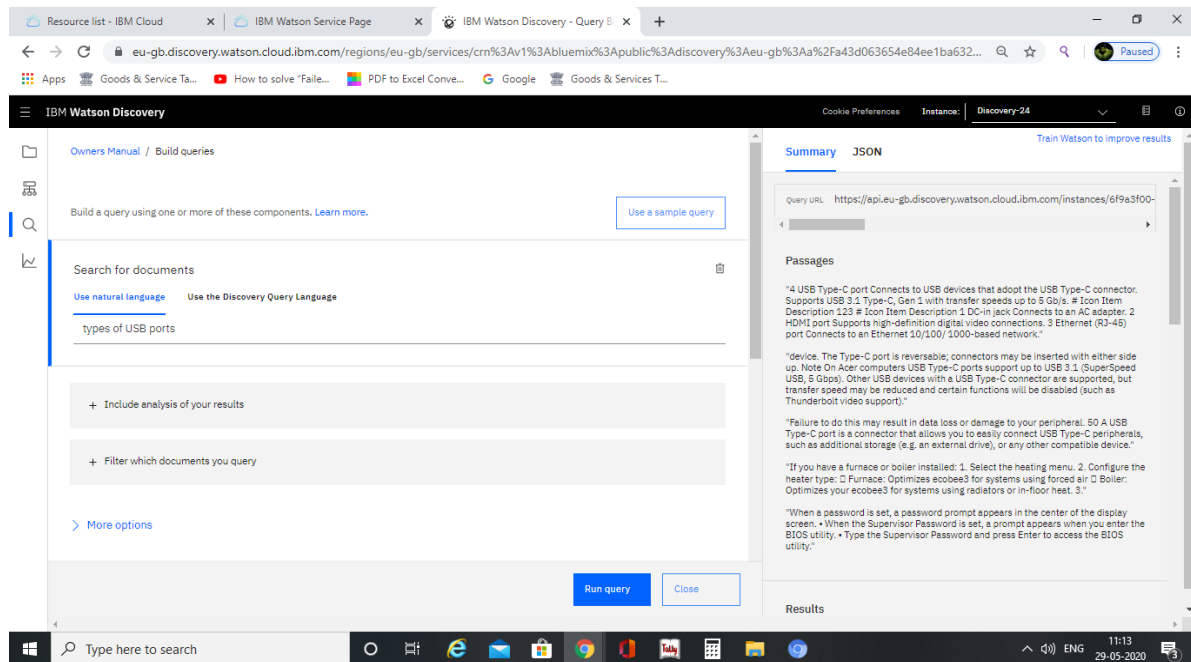 Resource list - IBM Cloud
IBM Watson Service Page
IBM Watson Discovery - Query B
eu-gb.discovery.watson.cloud.ibm.com/regions/eu-gb/services/crn%3Av1%3Abluemix%3Apublic%3Adiscovery%3Aeu-gb%3Aa%2Fa43d063654e84ee1ba632...
Paused
Apps
Goods & Service Ta...
How to solve "Faile...
PDF to Excel Conve...
Google
Goods & Services T...
IBM Watson Discovery
Cookie Preferences
Instance:
Discovery-24
Owners Manual / Build queries
Build a query using one or more of these components. Learn more.
Use a sample query
Search for documents
Use natural language
Use the Discovery Query Language
types of USB ports
+ Include analysis of your results
+ Filter which documents you query
More options
Run query
Close
Train Watson to improve results
Summary
JSON
Query URL https://api.eu-gb.discovery.watson.cloud.ibm.com/instances/6f9a3f00-
Passages
"4 USB Type-C port Connects to USB devices that adopt the USB Type-C connector.
Supports USB 3.1 Type-C, Gen 1 with transfer speeds up to 5 Gb/s. # Icon Item
Description 123 # Icon Item Description 1 DC-in jack Connects to an AC adapter. 2
HDMI port Supports high-definition digital video connections. 3 Ethernet (RJ-45)
port Connects to an Ethernet 10/100/ 1000-based network."
"device. The Type-C port is reversable; connectors may be inserted with either side
up. Note On Acer computers USB Type-C ports support up to USB 3.1 (SuperSpeed
USB, 5 Gbps). Other USB devices with a USB Type-C connector are supported, but
transfer speed may be reduced and certain functions will be disabled (such as
Thunderbolt video support)."
"Failure to do this may result in data loss or damage to your peripheral. 50 A USB
Type-C port is a connector that allows you to easily connect USB Type-C peripherals,
such as additional storage (e.g. an external drive), or any other compatible device."
"If you have a furnace or boiler installed: 1. Select the heating menu. 2. Configure the
heater type: ▯ Furnace: Optimizes ecobee3 for systems using forced air ▯ Boiler:
Optimizes your ecobee3 for systems using radiators or in-floor heat. 3."
"When a password is set, a password prompt appears in the center of the display
screen. • When the Supervisor Password is set, a prompt appears when you enter the
BIOS utility. • Type the Supervisor Password and press Enter to access the BIOS
utility."
Results
Type here to search
Tally
ENG
11:13
29-05-2020
3